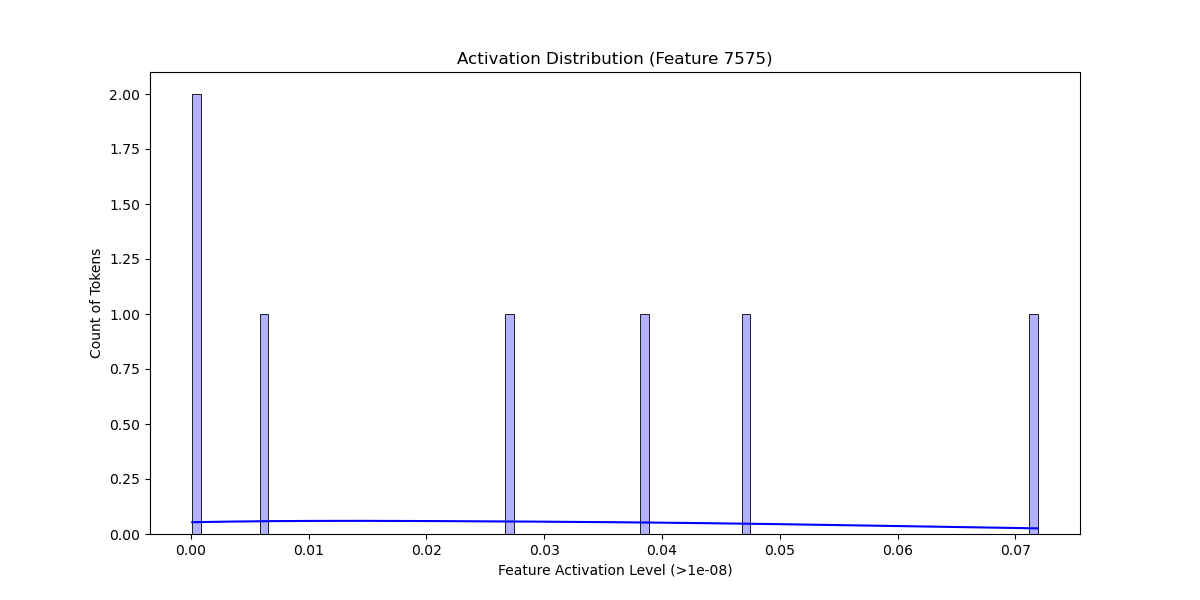 Activation Distribution (Feature 7575)
2.00
1.75
1.50
1.25
1.00
0.75
0.50
0.25
0.00
Count of Tokens
0.00 0.01 0.02 0.03 0.04 0.05 0.06 0.07
Feature Activation Level (>1e-08)